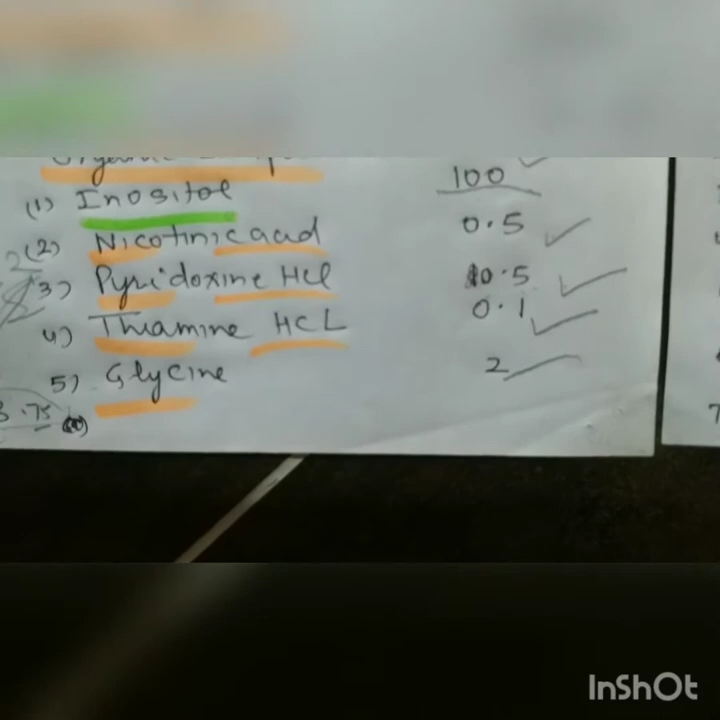 (1) Inositol 100
(2) Nicotinic acid 0.5
3) Pyridoxine HCl 0.5
4) Thiamine HCL 0.1
5) Glycine 2
InShOt